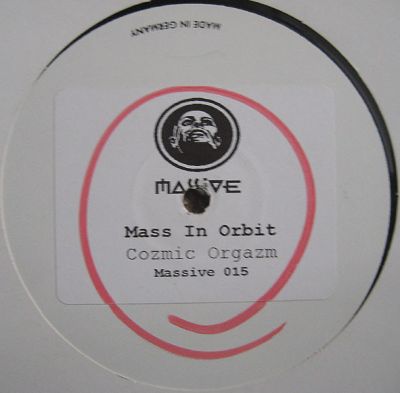 MADE IN GERMANY
MASSIVE
Mass In Orbit
Cozmic Orgazm
Massive 015